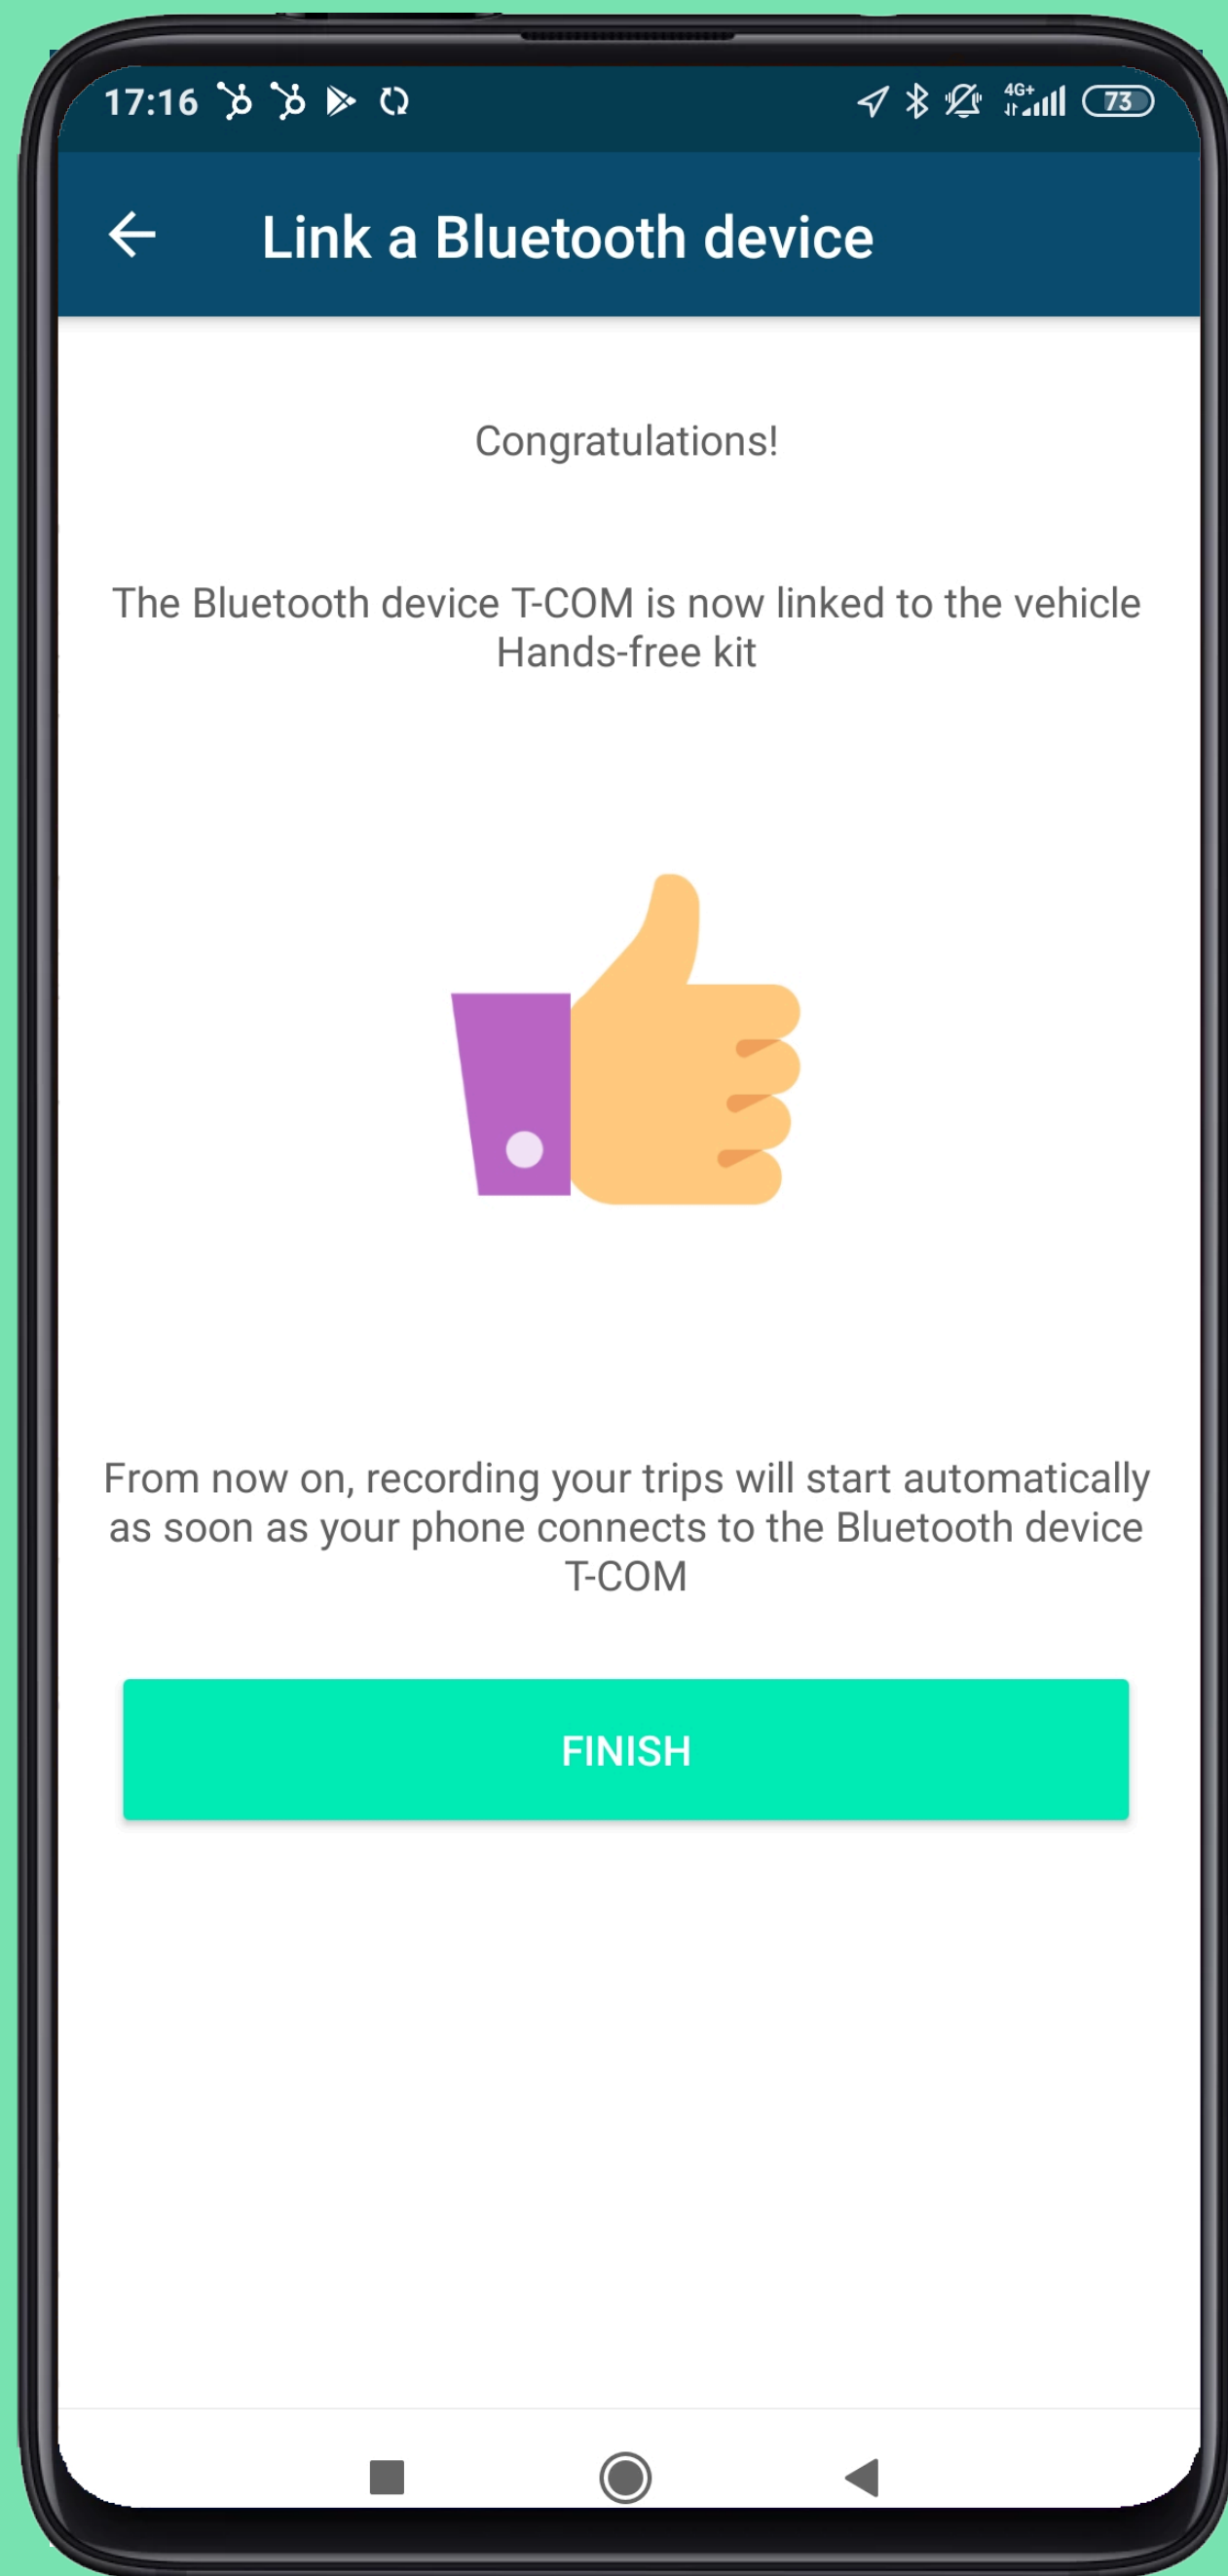 17:16
4G+
73
Link a Bluetooth device
Congratulations!
The Bluetooth device T-COM is now linked to the vehicle
Hands-free kit
From now on, recording your trips will start automatically
as soon as your phone connects to the Bluetooth device
T-COM
FINISH